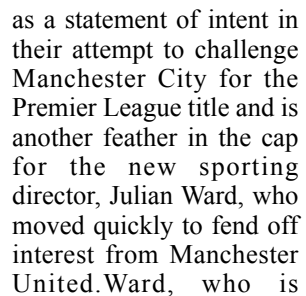 as a statement of intent in
their attempt to challenge
Manchester City for the
Premier League title and is
another feather in the cap
for the new sporting
director, Julian Ward, who
moved quickly to fend off
interest from Manchester
United.Ward, who is